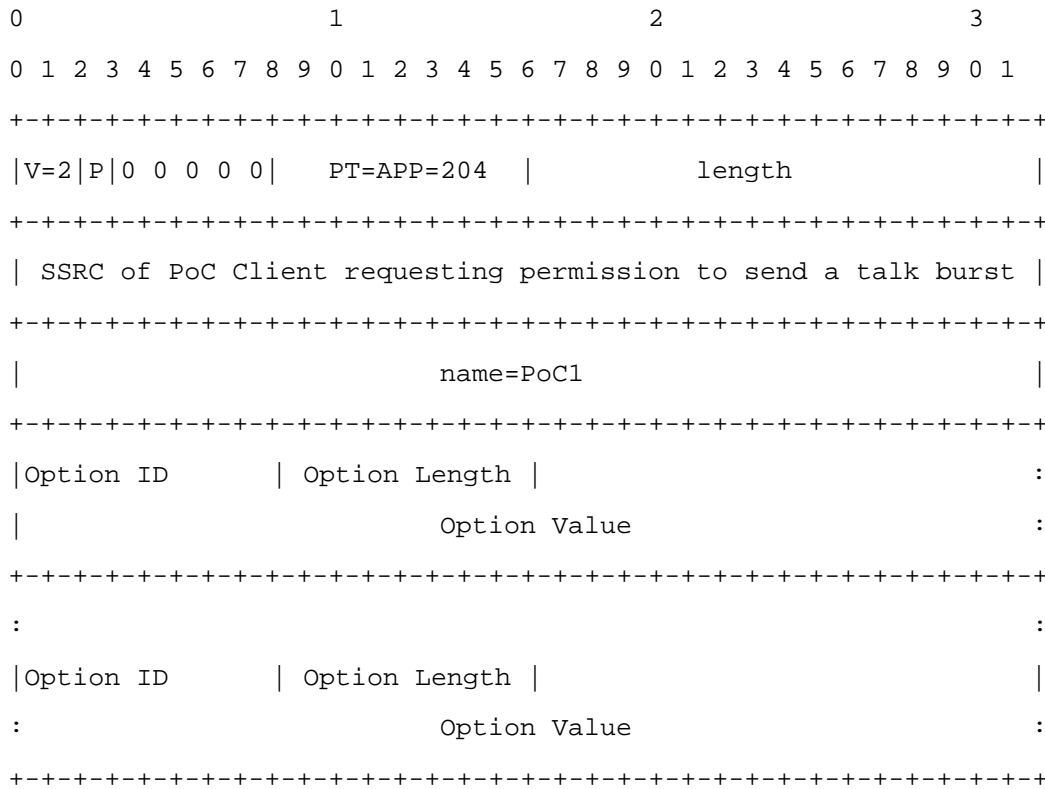 0                   1                   2                   3
0 1 2 3 4 5 6 7 8 9 0 1 2 3 4 5 6 7 8 9 0 1 2 3 4 5 6 7 8 9 0 1
+-+-+-+-+-+-+-+-+-+-+-+-+-+-+-+-+-+-+-+-+-+-+-+-+-+-+-+-+-+-+-+-+
|V=2|P|0 0 0 0 0|   PT=APP=204  |          length               |
+-+-+-+-+-+-+-+-+-+-+-+-+-+-+-+-+-+-+-+-+-+-+-+-+-+-+-+-+-+-+-+-+
| SSRC of PoC Client requesting permission to send a talk burst |
+-+-+-+-+-+-+-+-+-+-+-+-+-+-+-+-+-+-+-+-+-+-+-+-+-+-+-+-+-+-+-+-+
|                          name=PoC1                            |
+-+-+-+-+-+-+-+-+-+-+-+-+-+-+-+-+-+-+-+-+-+-+-+-+-+-+-+-+-+-+-+-+
|Option ID      | Option Length |                               :
|                          Option Value                         :
+-+-+-+-+-+-+-+-+-+-+-+-+-+-+-+-+-+-+-+-+-+-+-+-+-+-+-+-+-+-+-+-+
:                                                               :
|Option ID      | Option Length |                               |
:                          Option Value                         :
+-+-+-+-+-+-+-+-+-+-+-+-+-+-+-+-+-+-+-+-+-+-+-+-+-+-+-+-+-+-+-+-+